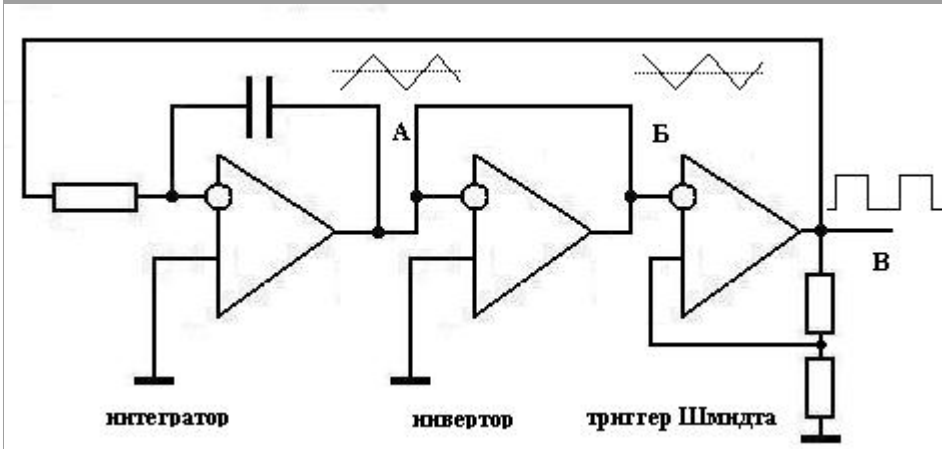 А
Б
В
интегратор
инвертор
триггер Шмидта